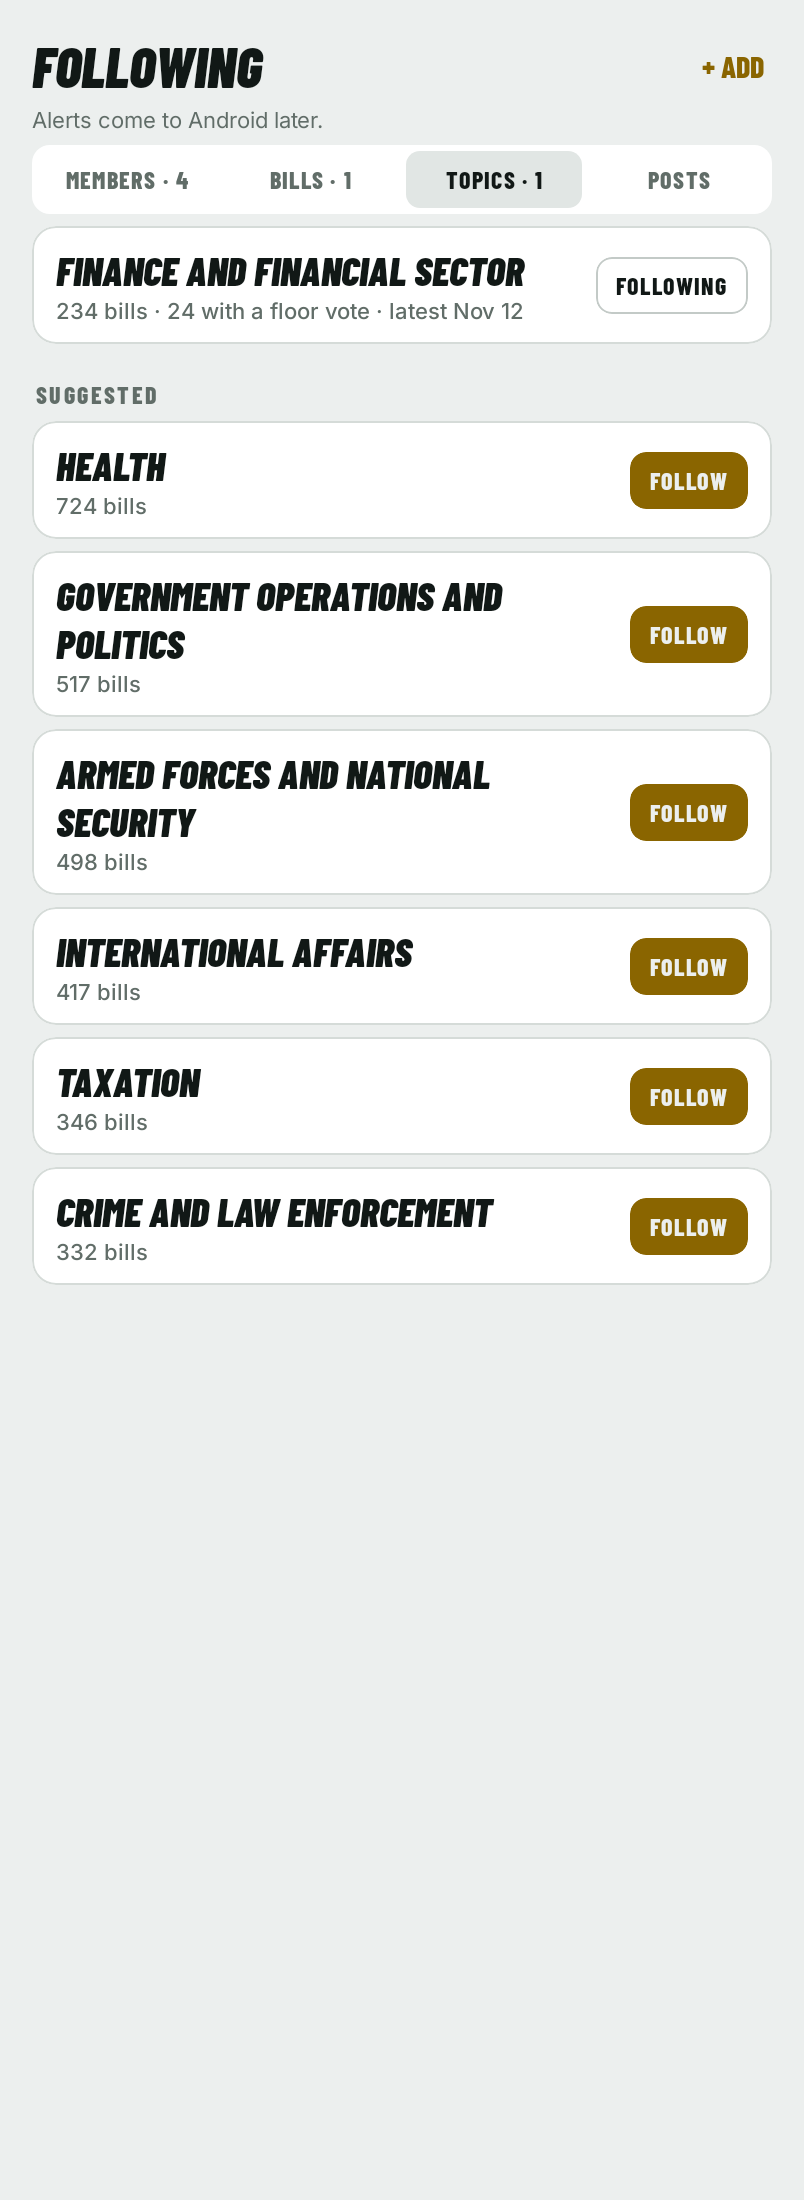 FOLLOWING
+ ADD
Alerts come to Android later.
MEMBERS · 4
BILLS · 1
TOPICS · 1
POSTS
FINANCE AND FINANCIAL SECTOR
234 bills · 24 with a floor vote · latest Nov 12
FOLLOWING
SUGGESTED
HEALTH
724 bills
FOLLOW
GOVERNMENT OPERATIONS AND
POLITICS
517 bills
FOLLOW
ARMED FORCES AND NATIONAL
SECURITY
498 bills
FOLLOW
INTERNATIONAL AFFAIRS
417 bills
FOLLOW
TAXATION
346 bills
FOLLOW
CRIME AND LAW ENFORCEMENT
332 bills
FOLLOW